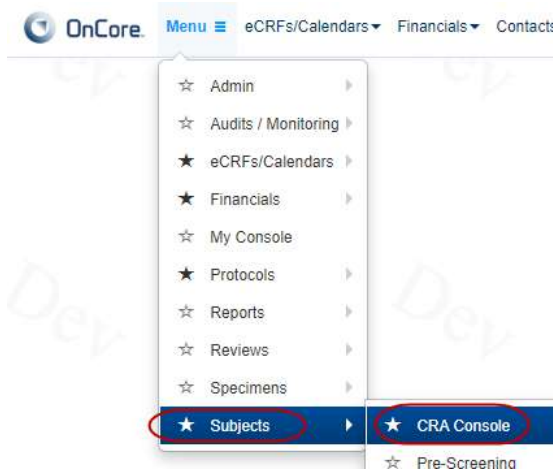 OnCore. Menu eCRFs/Calendars Financials Contacts
Admin
Audits / Monitoring
eCRFs/Calendars
Financials
My Console
Protocols
Reports
Reviews
Specimens
Subjects CRA Console
Pre-Screening
Dev
Dev
Dev
Dev